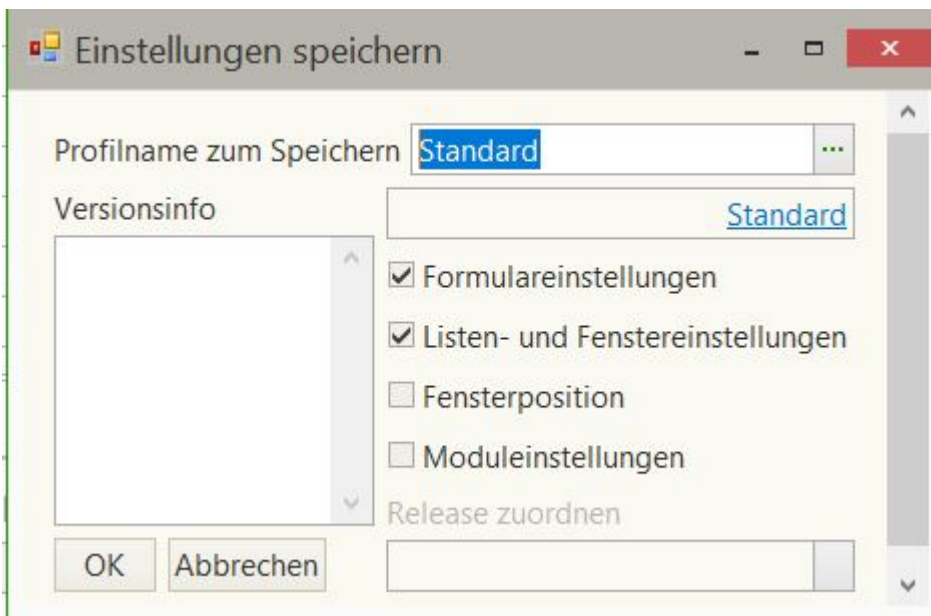 Einstellungen speichern
Profilname zum Speichern Standard ...
Versionsinfo
Standard
Formulareinstellungen
Listen- und Fenstereinstellungen
Fensterposition
Moduleinstellungen
Release zuordnen
OK Abbrechen